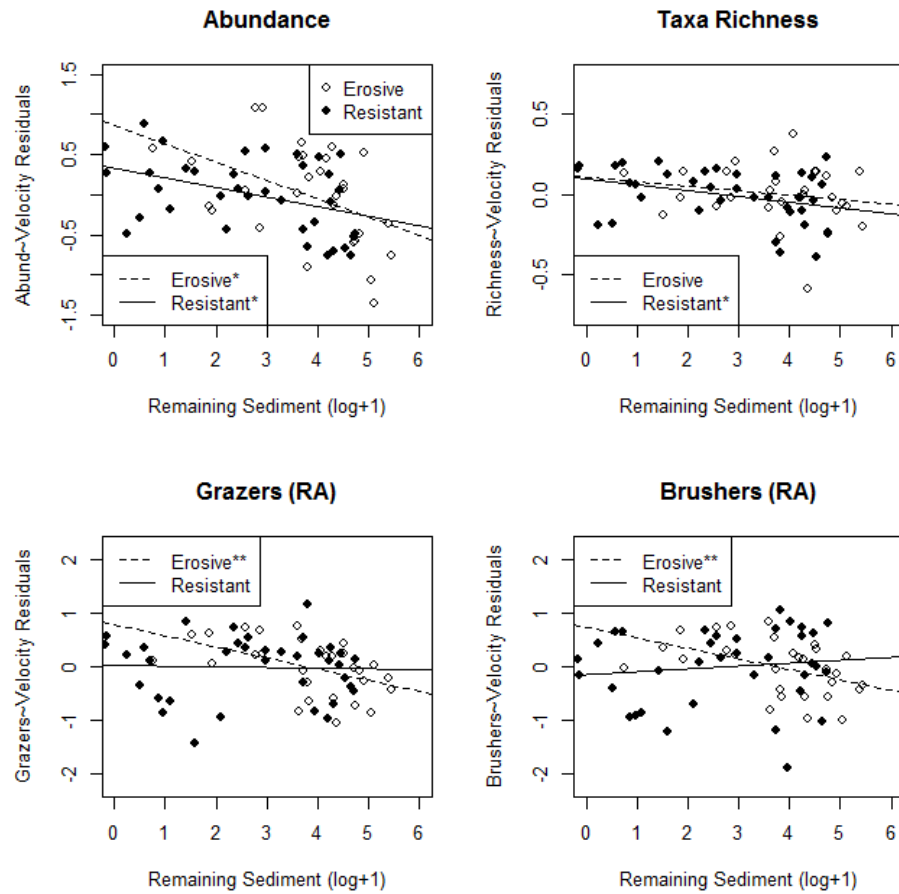 Abundance
Abund~Velocity Residuals
1.5
0.5
-0.5
-1.5
Erosive
Resistant
Erosive*
Resistant*
0 1 2 3 4 5 6
Remaining Sediment (log+1)
Taxa Richness
Richness~Velocity Residuals
0.5
0.0
-0.5
Erosive
Resistant*
0 1 2 3 4 5 6
Remaining Sediment (log+1)
Grazers (RA)
Grazers~Velocity Residuals
2
1
0
-1
-2
Erosive**
Resistant
0 1 2 3 4 5 6
Remaining Sediment (log+1)
Brushers (RA)
Brushers~Velocity Residuals
2
1
0
-1
-2
Erosive**
Resistant
0 1 2 3 4 5 6
Remaining Sediment (log+1)